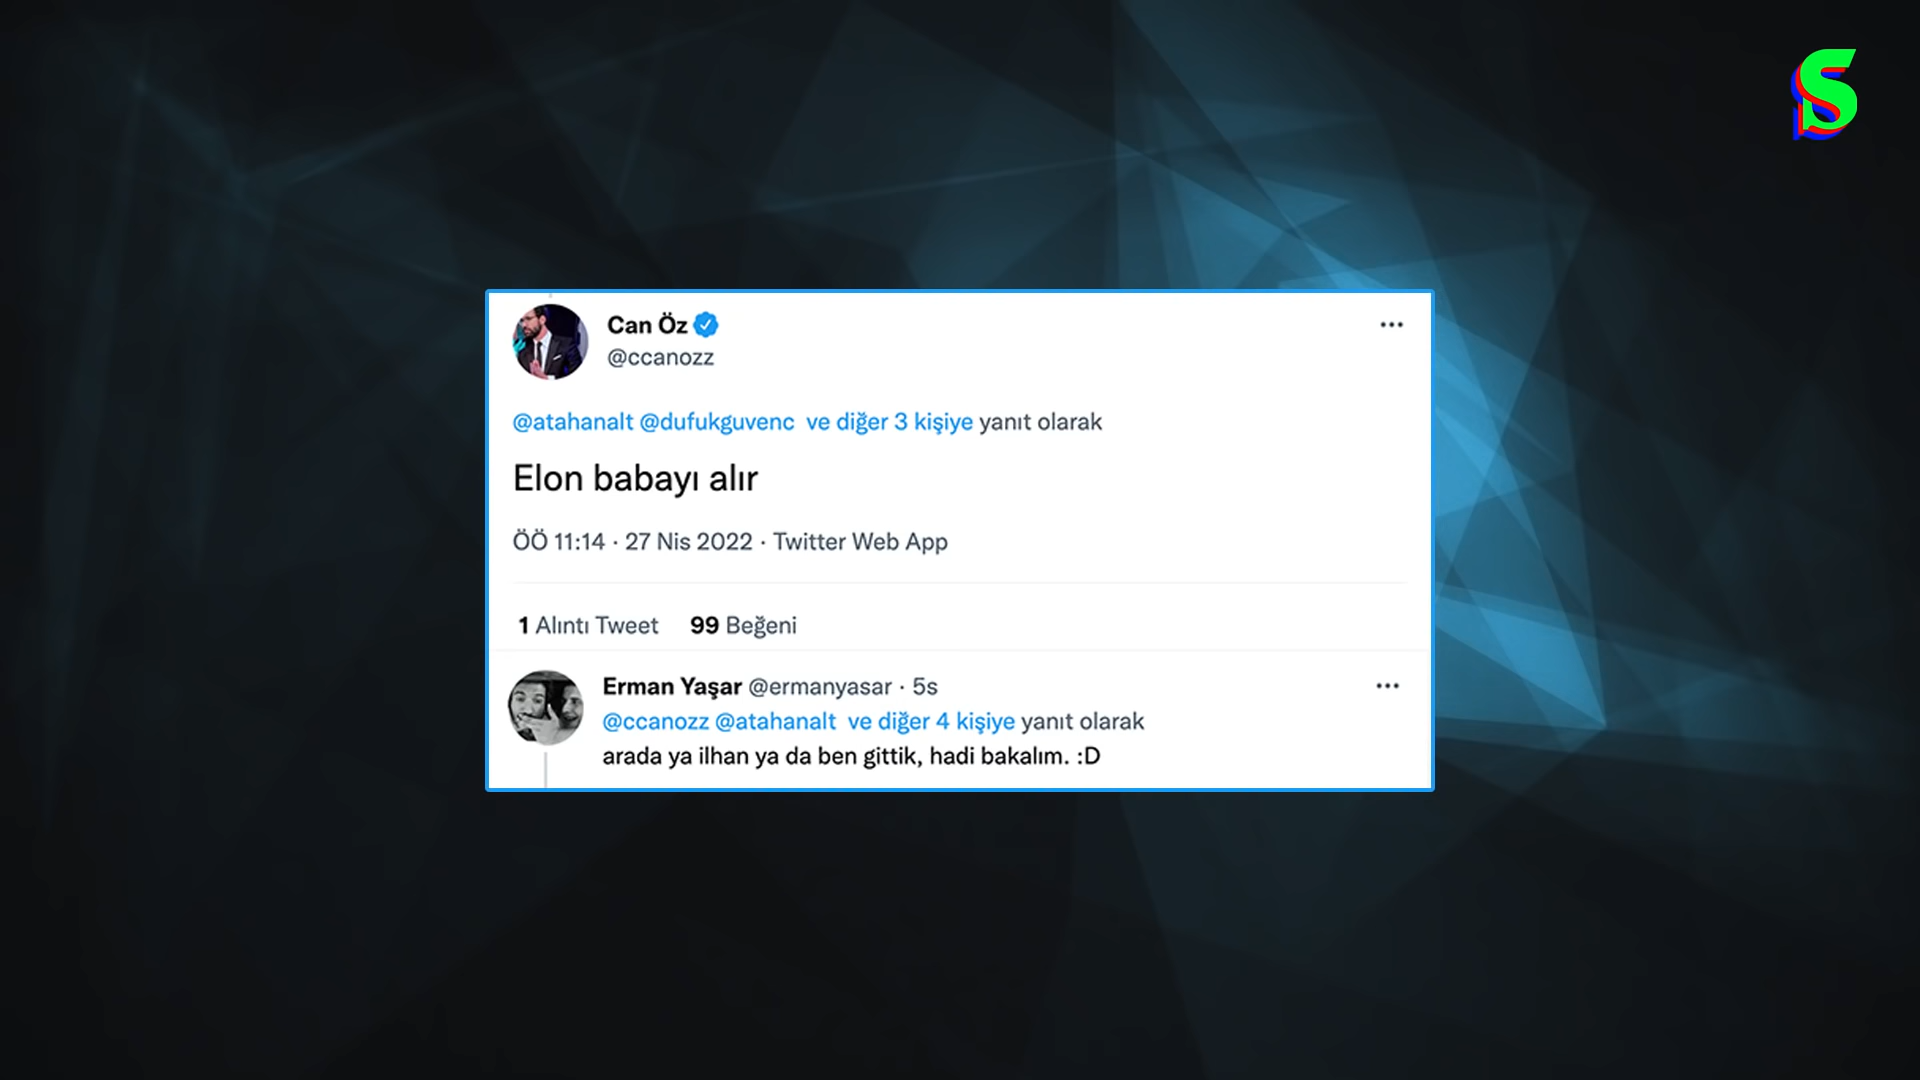 S
Can Öz
@ccanozz
@atahanalt @dufukguvenc ve diğer 3 kişiye yanıt olarak
Elon babayı alır
ÖÖ 11:14 · 27 Nis 2022 · Twitter Web App
1 Alıntı Tweet 99 Beğeni
Erman Yaşar @ermanyasar · 5s
@ccanozz @atahanalt ve diğer 4 kişiye yanıt olarak
arada ya ilhan ya da ben gittik, hadi bakalım. :D